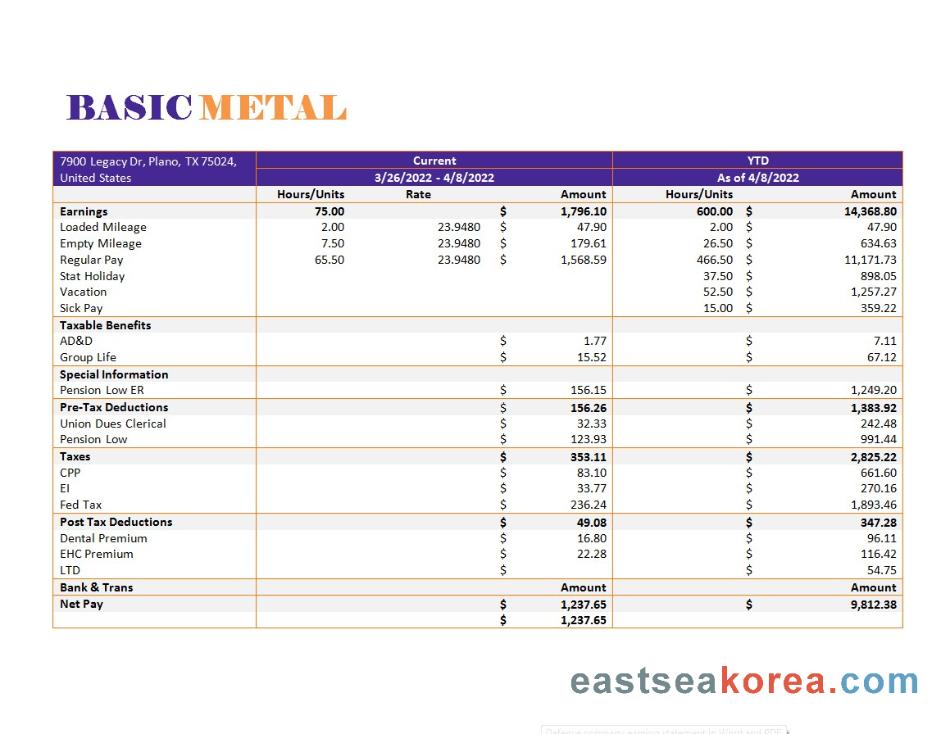 BASIC METAL
7900 Legacy Dr, Plano, TX 75024, Current YTD
United States 3/26/2022 - 4/8/2022 As of 4/8/2022
Hours/Units Rate Amount Hours/Units Amount
Earnings 75.00 $ 1,796.10 600.00 $ 14,368.80
Loaded Mileage 2.00 23.9480 $ 47.90 2.00 $ 47.90
Empty Mileage 7.50 23.9480 $ 179.61 26.50 $ 634.63
Regular Pay 65.50 23.9480 $ 1,568.59 466.50 $ 11,171.73
Stat Holiday 37.50 $ 898.05
Vacation 52.50 $ 1,257.27
Sick Pay 15.00 $ 359.22
Taxable Benefits
AD&D $ 1.77 $ 7.11
Group Life $ 15.52 $ 67.12
Special Information
Pension Low ER $ 156.15 $ 1,249.20
Pre-Tax Deductions $ 156.26 $ 1,383.92
Union Dues Clerical $ 32.33 $ 242.48
Pension Low $ 123.93 $ 991.44
Taxes $ 353.11 $ 2,825.22
CPP $ 83.10 $ 661.60
EI $ 33.77 $ 270.16
Fed Tax $ 236.24 $ 1,893.46
Post Tax Deductions $ 49.08 $ 347.28
Dental Premium $ 16.80 $ 96.11
EHC Premium $ 22.28 $ 116.42
LTD $ $ 54.75
Bank & Trans Amount Amount
Net Pay $ 1,237.65 $ 9,812.38
$ 1,237.65
eastseakorea.com